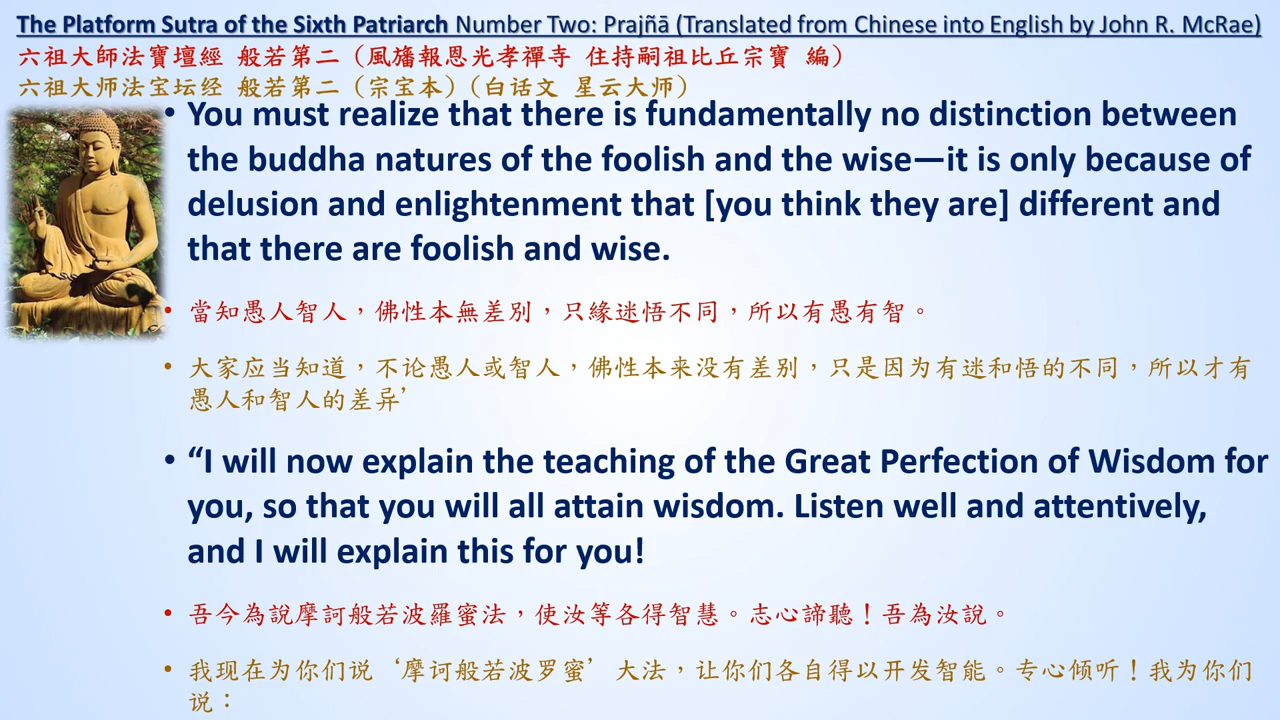 The Platform Sutra of the Sixth Patriarch Number Two: Prajñā (Translated from Chinese into English by John R. McRae)
六祖大師法寶壇經 般若第二（風旛報恩光孝禪寺 住持嗣祖比丘宗寶 編）
六祖大师法宝坛经 般若第二（宗宝本）（白话文 星云大师）
• You must realize that there is fundamentally no distinction between
the buddha natures of the foolish and the wise—it is only because of
delusion and enlightenment that [you think they are] different and
that there are foolish and wise.
• 當知愚人智人，佛性本無差別，只緣迷悟不同，所以有愚有智。
• 大家应当知道，不论愚人或智人，佛性本来没有差别，只是因为有迷和悟的不同，所以才有
愚人和智人的差异’
• “I will now explain the teaching of the Great Perfection of Wisdom for
you, so that you will all attain wisdom. Listen well and attentively,
and I will explain this for you!
• 吾今為說摩訶般若波羅蜜法，使汝等各得智慧。志心諦聽！吾為汝說。
• 我现在为你们说‘摩诃般若波罗蜜’大法，让你们各自得以开发智能。专心倾听！我为你们
说：